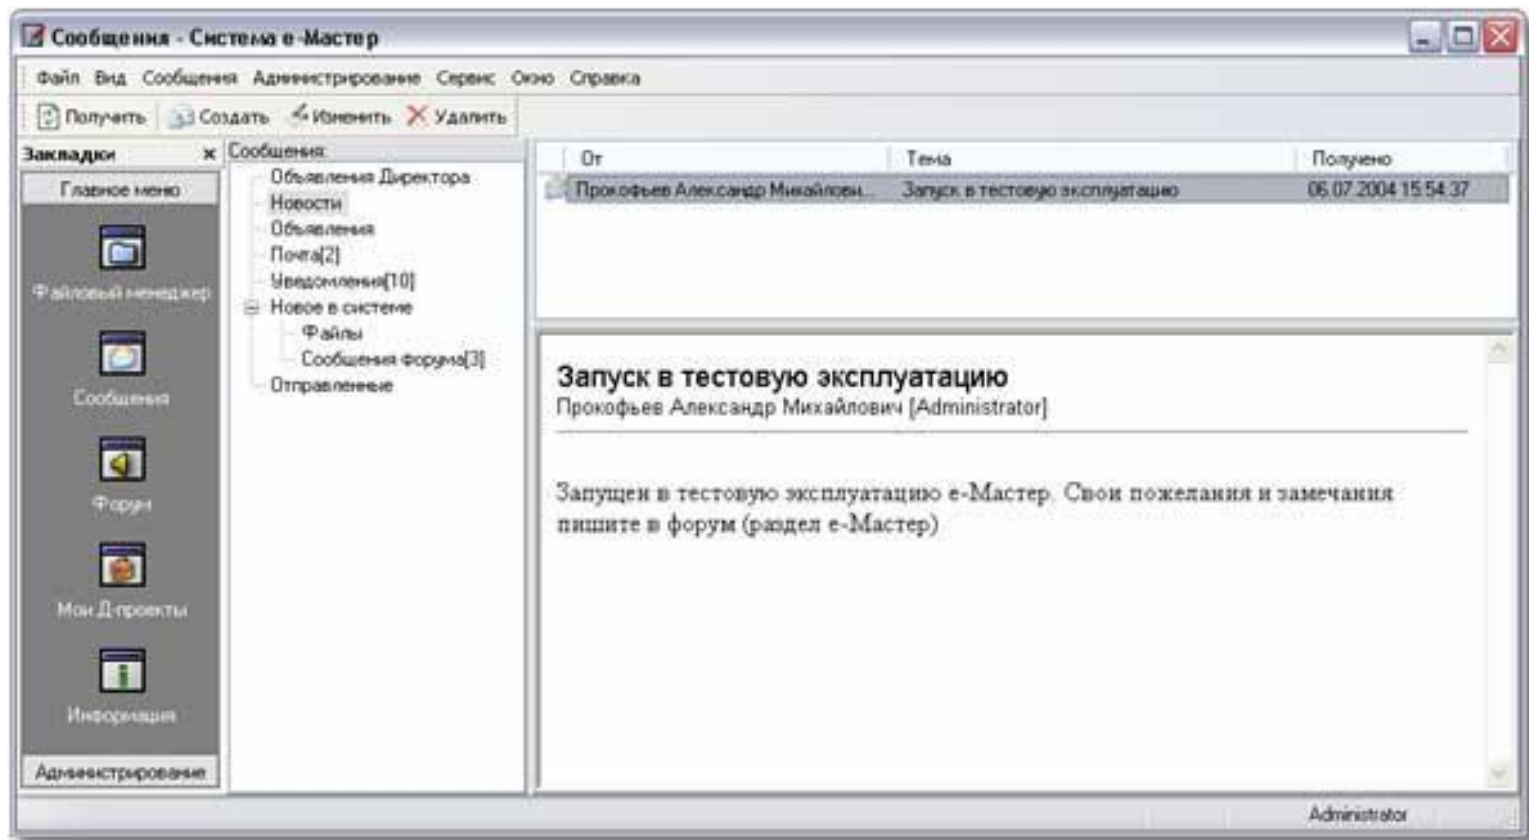 Сообщения - Система е-Мастер
Файл Вид Сообщения Администрирование Сервис Окно Справка
Получить Создать Изменить Удалить
Закладки
Главное меню
Файловый менеджер
Сообщения
Форум
Мои Д-проекты
Информация
Администрирование
Сообщения:
Объявления Директора
Новости
Объявления
Почта[2]
Уведомления[10]
Новое в системе
Файлы
Сообщения форума[3]
Отправленные
От Тема Получено
Прокофьев Александр Михайлови... Запуск в тестовую эксплуатацию 06.07.2004 15:54:37
Запуск в тестовую эксплуатацию
Прокофьев Александр Михайлович [Administrator]
Запущен в тестовую эксплуатацию е-Мастер. Свои пожелания и замечания
пишите в форум (раздел е-Мастер)
Administrator